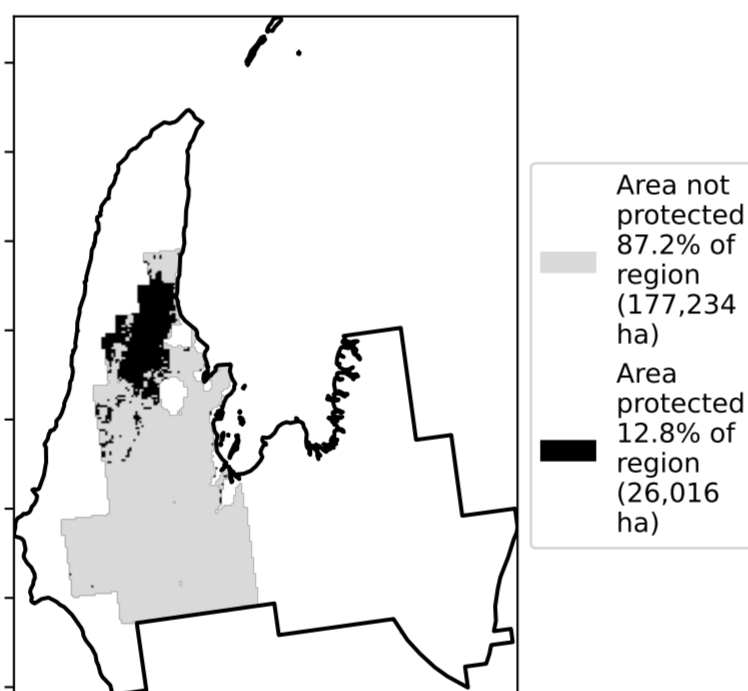 Area not
protected
87.2% of
region
(177,234
ha)
Area
protected
12.8% of
region
(26,016
ha)